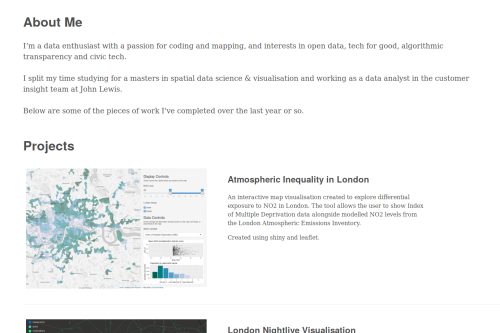 About Me
I'm a data enthusiast with a passion for coding and mapping, and interests in open data, tech for good, algorithmic
transparency and civic tech.
I split my time studying for a masters in spatial data science & visualisation and working as a data analyst in the customer
insight team at John Lewis.
Below are some of the pieces of work I've completed over the last year or so.
Projects
Display Controls
Data Controls
Atmospheric Inequality in London
An interactive map visualisation created to explore differential
exposure to NO2 in London. The tool allows the user to show Index
of Multiple Deprivation data alongside modelled NO2 levels from
the London Atmospheric Emissions Inventory.
Created using shiny and leaflet.
London Nightlive Visualisation